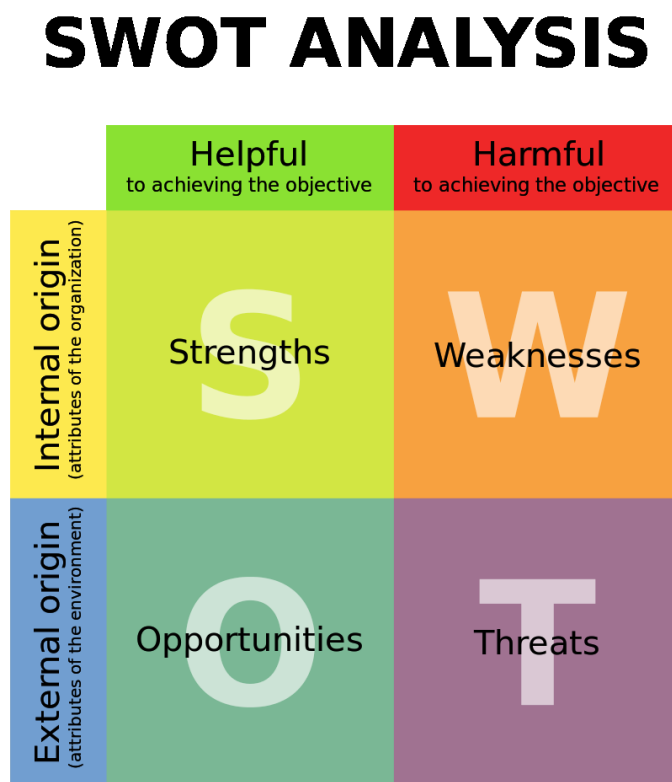 SWOT ANALYSIS
Helpful
to achieving the objective
Harmful
to achieving the objective
Internal origin
(attributes of the organization)
S
Strengths
W
Weaknesses
External origin
(attributes of the environment)
O
Opportunities
T
Threats